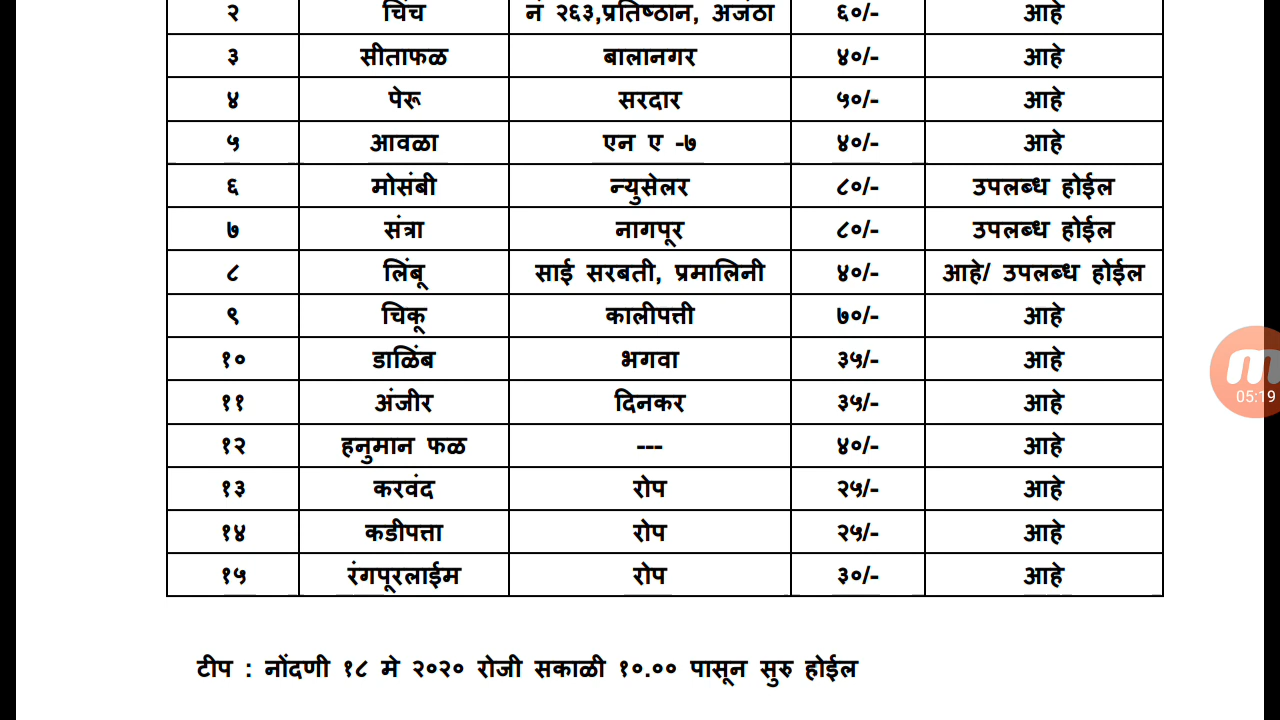 २ चिंच नं २६३,प्रतिष्ठान, अजंठा ६०/- आहे
३ सीताफळ बालानगर ४०/- आहे
४ पेरू सरदार ५०/- आहे
५ आवळा एन ए -७ ४०/- आहे
६ मोसंबी न्युसेलर ८०/- उपलब्ध होईल
७ संत्रा नागपूर ८०/- उपलब्ध होईल
८ लिंबू साई सरबती, प्रमालिनी ४०/- आहे/ उपलब्ध होईल
९ चिकू कालीपत्ती ७०/- आहे
१० डाळिंब भगवा ३५/- आहे
११ अंजीर दिनकर ३५/- आहे
१२ हनुमान फळ --- ४०/- आहे
१३ करवंद रोप २५/- आहे
१४ कडीपत्ता रोप २५/- आहे
१५ रंगपूरलाईम रोप ३०/- आहे
05:19
टीप : नोंदणी १८ मे २०२० रोजी सकाळी १०.०० पासून सुरु होईल